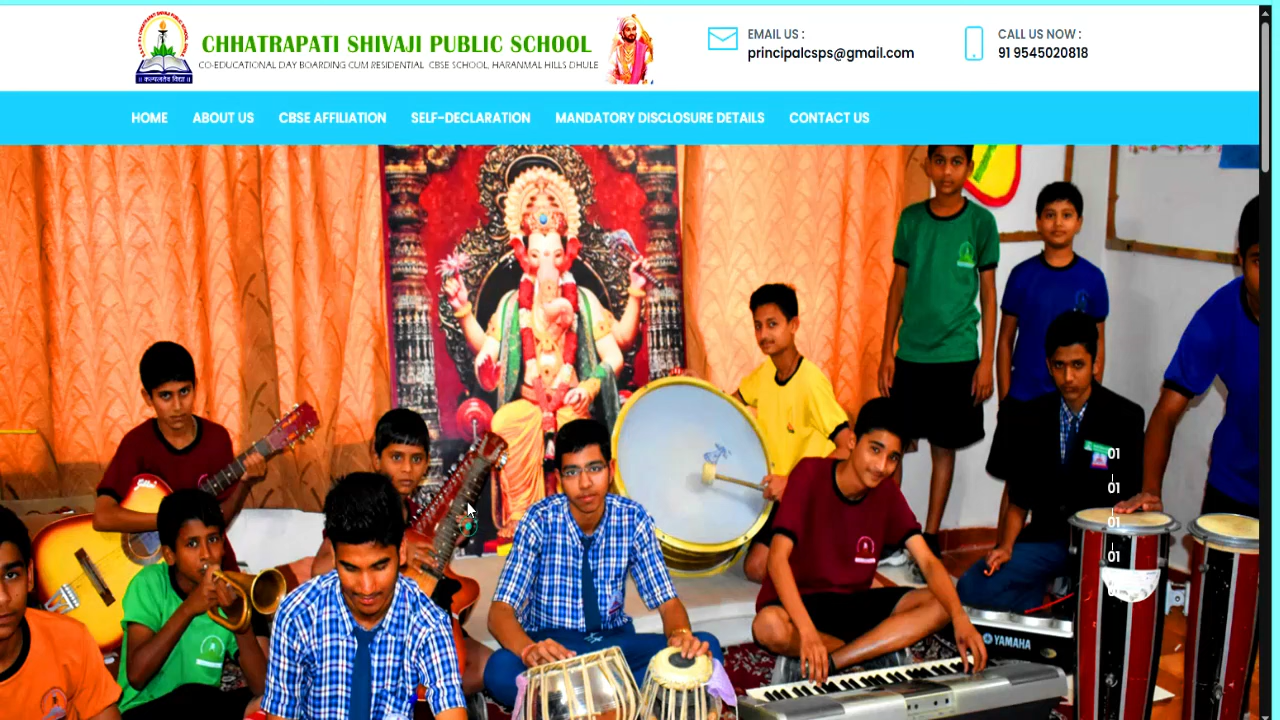 CHHATRAPATI SHIVAJI PUBLIC SCHOOL
CO-EDUCATIONAL DAY BOARDING CUM RESIDENTIAL CBSE SCHOOL, HARANMAL HILLS DHULE
EMAIL US :
principalcsps@gmail.com
CALL US NOW :
91 9545020818
HOME
ABOUT US
CBSE AFFILIATION
SELF-DECLARATION
MANDATORY DISCLOSURE DETAILS
CONTACT US
01
01
01
01
YAMAHA